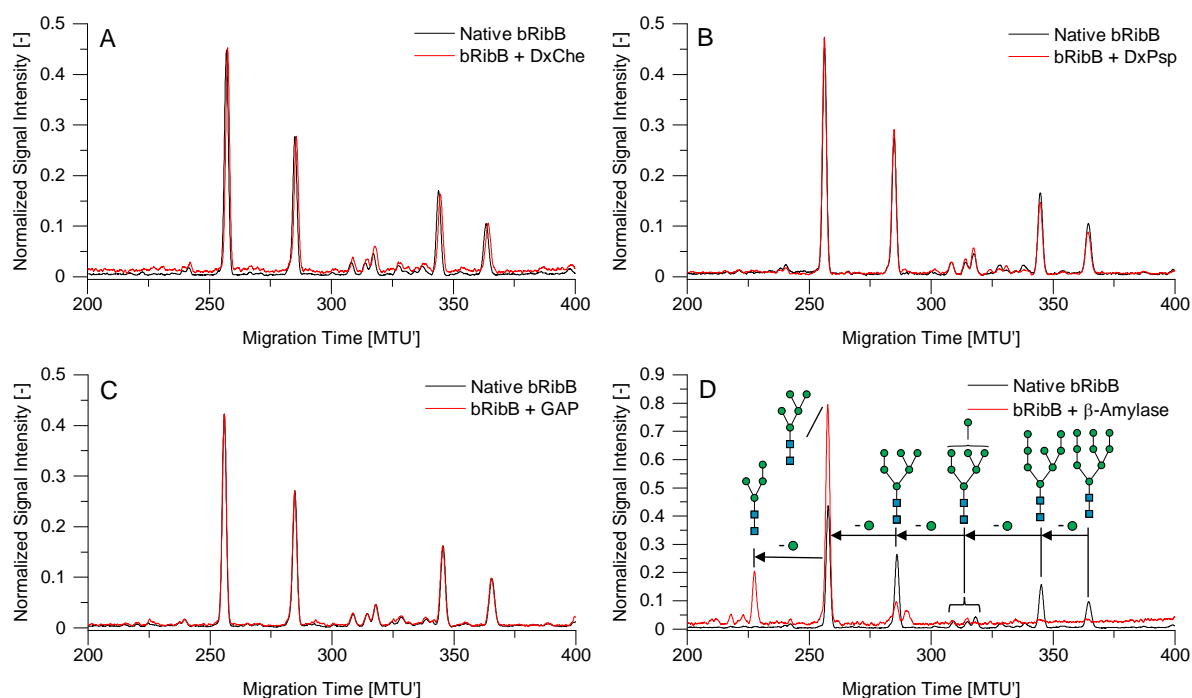 A
Native bRibB
bRibB + DxChe
Normalized Signal Intensity [-]
0.5
0.4
0.3
0.2
0.1
0
200
250
300
350
400
Migration Time [MTU']
B
Native bRibB
bRibB + DxPsp
Normalized Signal Intensity [-]
0.5
0.4
0.3
0.2
0.1
0
200
250
300
350
400
Migration Time [MTU']
C
Native bRibB
bRibB + GAP
Normalized Signal Intensity [-]
0.5
0.4
0.3
0.2
0.1
0
200
250
300
350
400
Migration Time [MTU']
D
Native bRibB
bRibB + β-Amylase
Normalized Signal Intensity [-]
0.9
0.8
0.7
0.6
0.5
0.4
0.3
0.2
0.1
0
-
-
-
-
-
200
250
300
350
400
Migration Time [MTU']